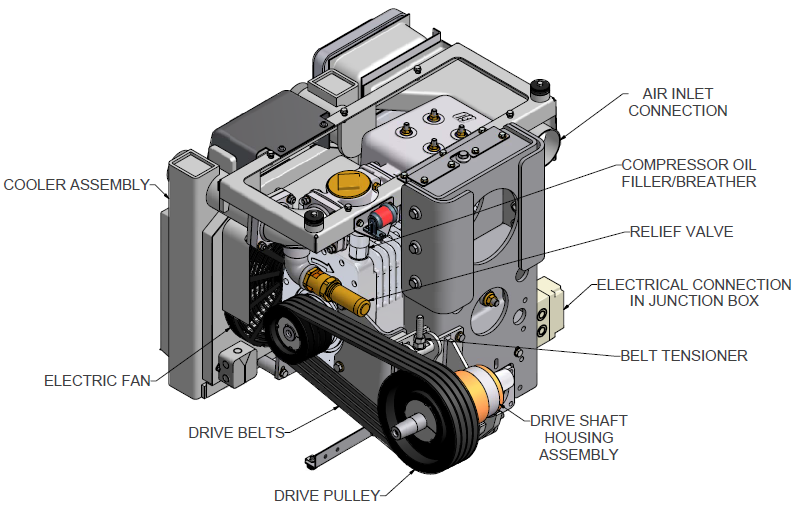 AIR INLET
CONNECTION
COMPRESSOR OIL
FILLER/BREATHER
COOLER ASSEMBLY
RELIEF VALVE
ELECTRICAL CONNECTION
IN JUNCTION BOX
BELT TENSIONER
ELECTRIC FAN
DRIVE BELTS
DRIVE SHAFT
HOUSING
ASSEMBLY
DRIVE PULLEY